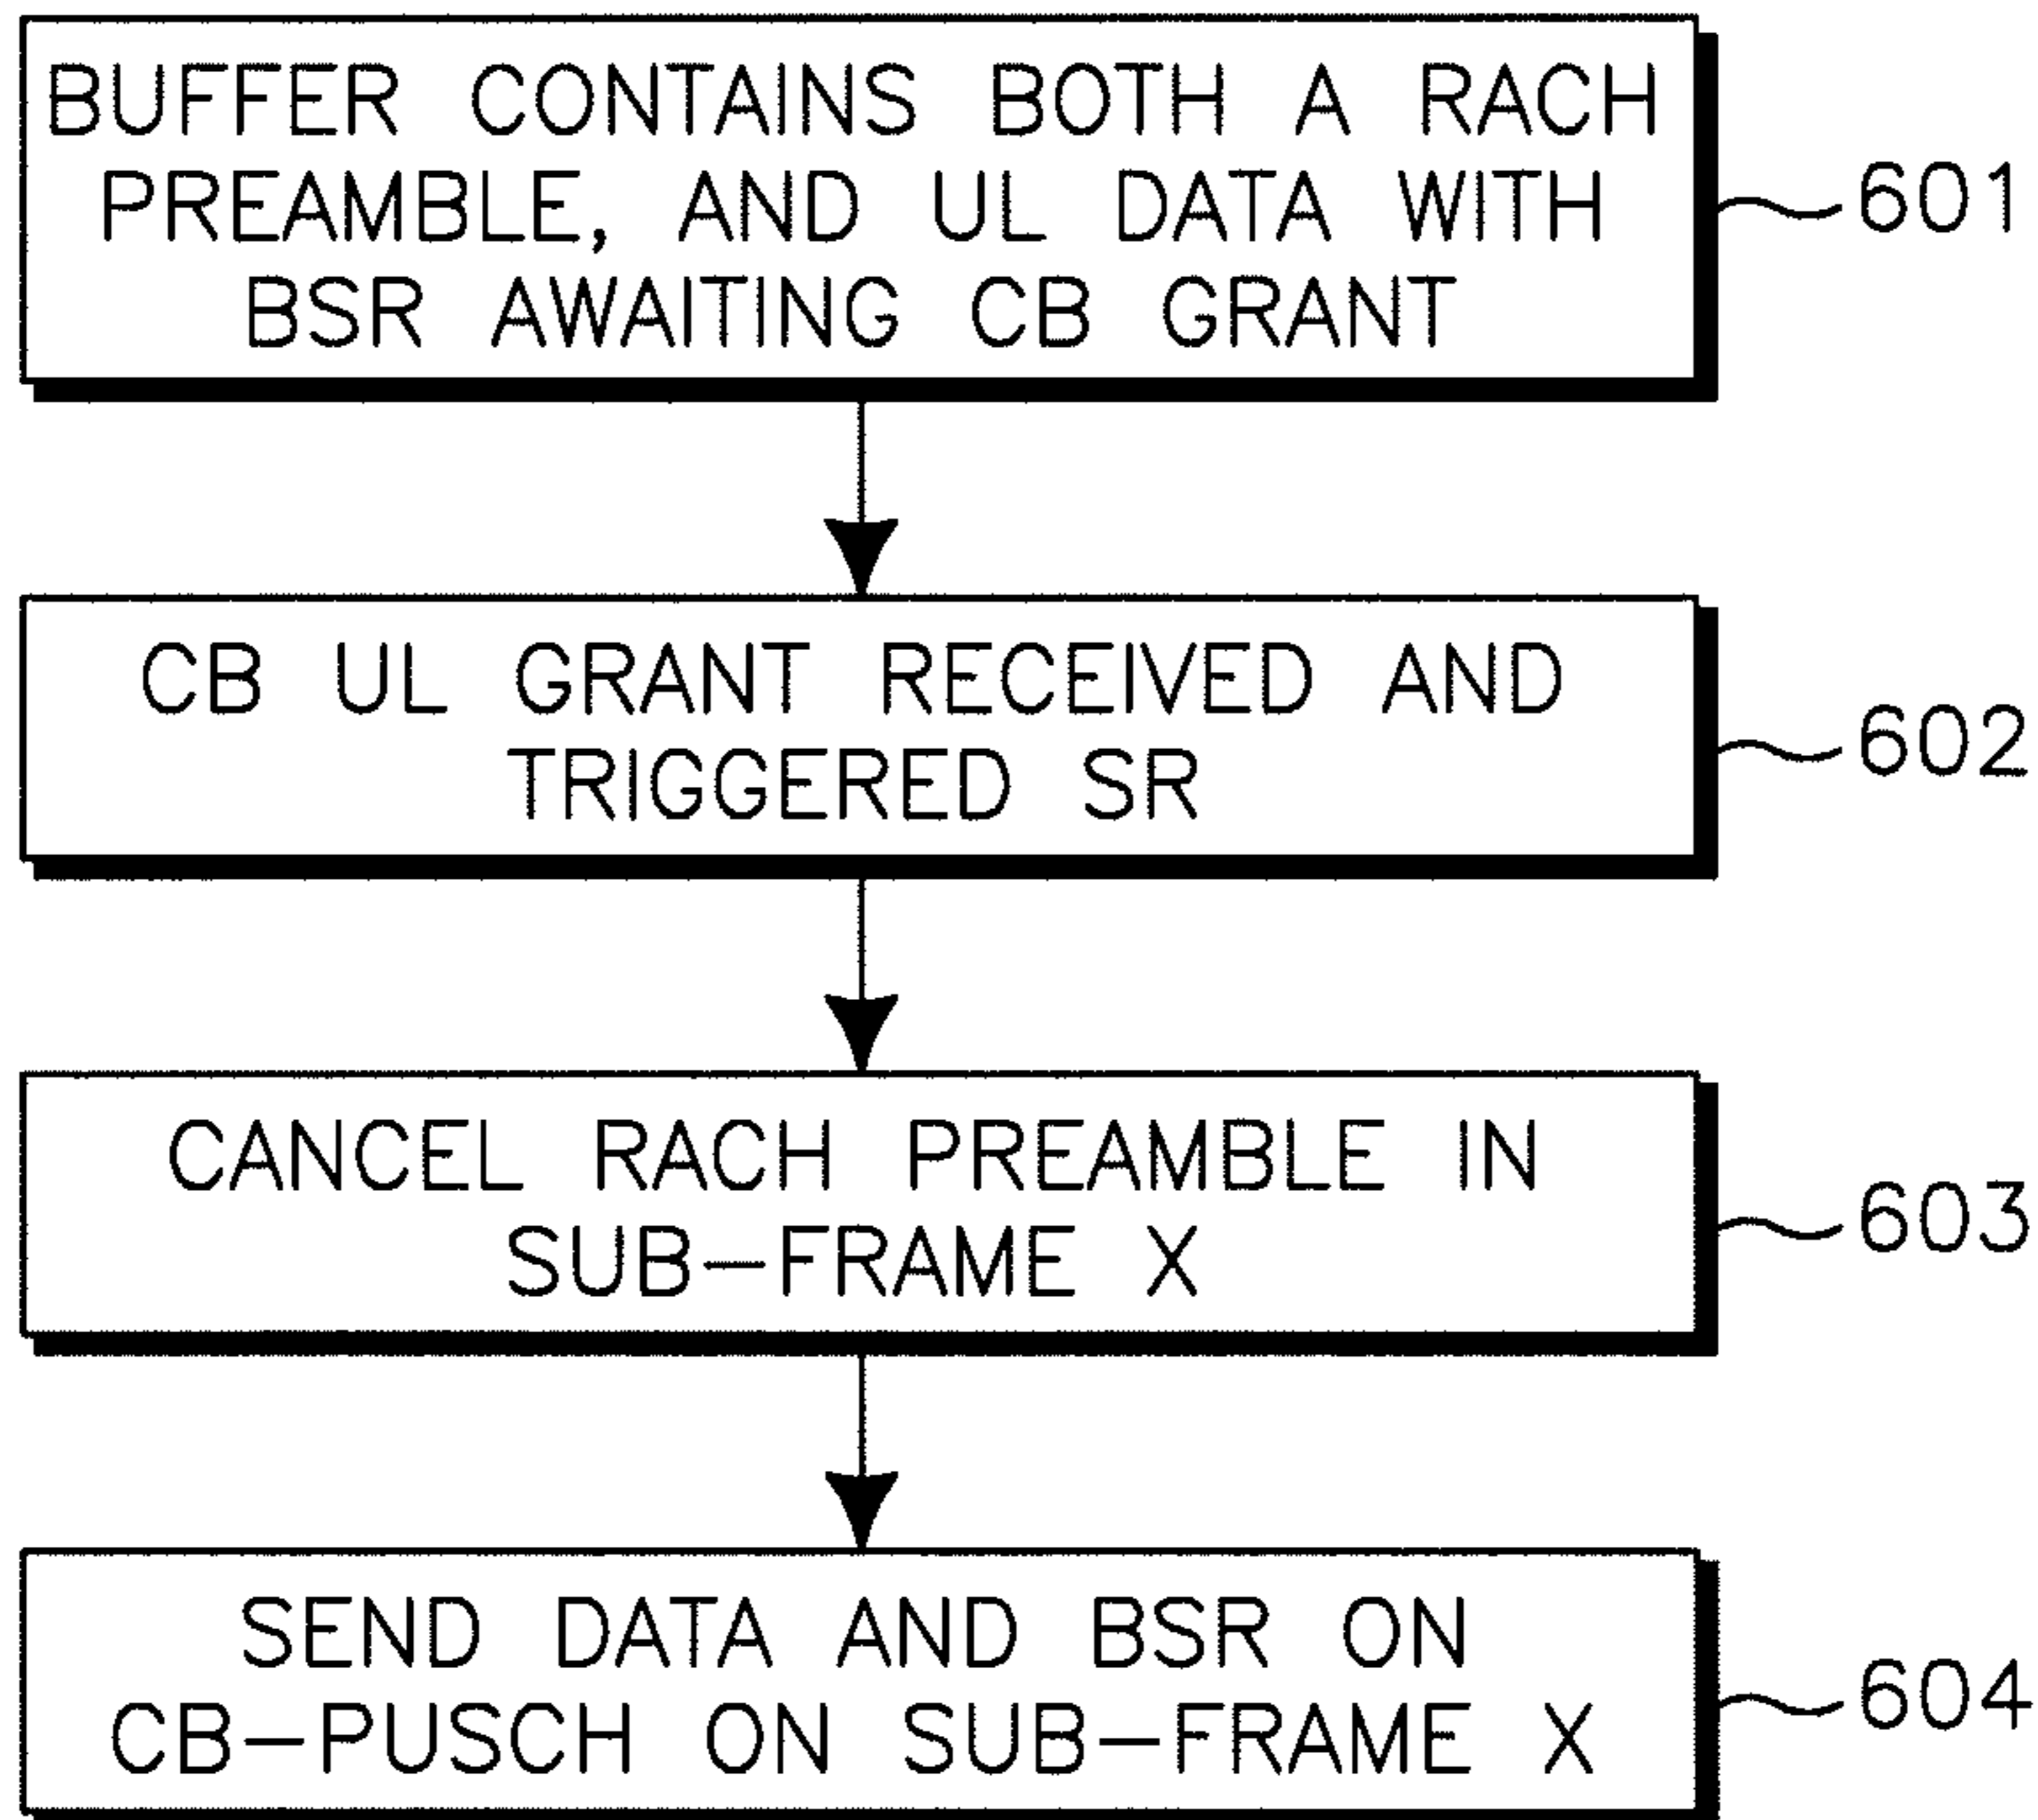 BUFFER CONTAINS BOTH A RACH
PREAMBLE, AND UL DATA WITH
BSR AWAITING CB GRANT
601
CB UL GRANT RECEIVED AND
TRIGGERED SR
602
CANCEL RACH PREAMBLE IN
SUB-FRAME X
603
SEND DATA AND BSR ON
CB-PUSCH ON SUB-FRAME X
604